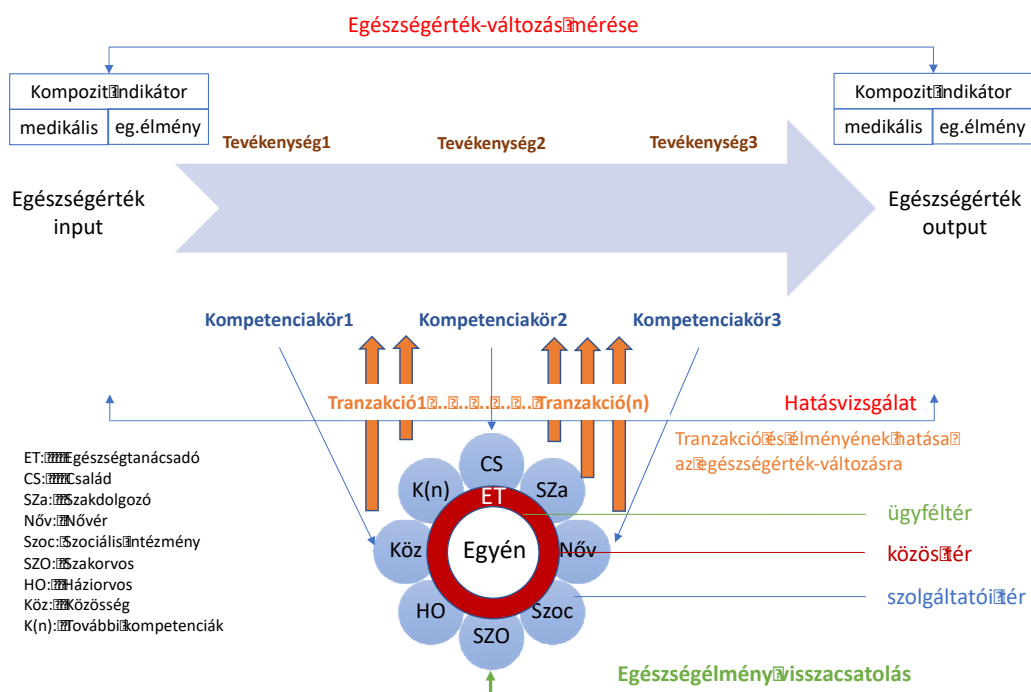 Egészségérték-változás mérése
Kompozit indikátor
medikális
eg.élmény
Kompozit indikátor
medikális
eg.élmény
Tevékenység1
Tevékenység2
Tevékenység3
Egészségérték
input
Egészségérték
output
Kompetenciakör1
Kompetenciakör2
Kompetenciakör3
Tranzakció1 .. .. .. .. .. Tranzakció(n)
Hatásvizsgálat
Tranzakció és élményének hatása
az egészségérték-változásra
ET: Egészségtanácsadó
CS: Család
SZa: Szakdolgozó
Nőv: Nővér
Szoc: Szociális intézmény
SZO: Szakorvos
HO: Háziorvos
Köz: Közösség
K(n): További kompetenciák
CS
K(n)
ET
SZa
Köz
Egyén
Nőv
HO
Szoc
SZO
ügyféltér
közös tér
szolgáltatói tér
Egészségélmény visszacsatolás